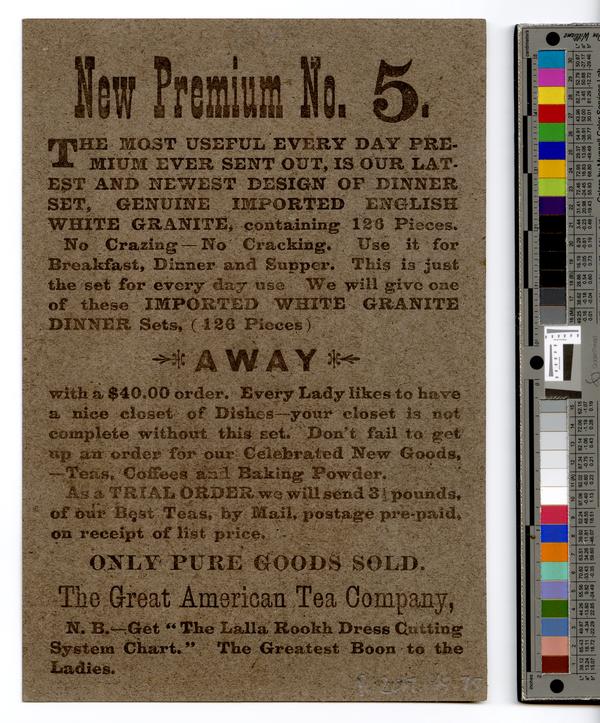 New Premium No. 5.
THE MOST USEFUL EVERY DAY PRE-
MIUM EVER SENT OUT, IS OUR LAT-
EST AND NEWEST DESIGN OF DINNER
SET, GENUINE IMPORTED ENGLISH
WHITE GRANITE, containing 126 Pieces.
No Crazing—No Cracking. Use it for
Breakfast, Dinner and Supper. This is just
the set for every day use We will give one
of these IMPORTED WHITE GRANITE
DINNER Sets, (126 Pieces)
AWAY
with a $40.00 order. Every Lady likes to have
a nice closet of Dishes—your closet is not
complete without this set. Don't fail to get
up an order for our Celebrated New Goods,
—Teas, Coffees and Baking Powder.
As a TRIAL ORDER we will send 3½ pounds,
of our Best Teas, by Mail, postage pre-paid,
on receipt of list price.
ONLY PURE GOODS SOLD.
The Great American Tea Company,
N. B.—Get "The Lalla Rookh Dress Cutting
System Chart." The Greatest Boon to the
Ladies.